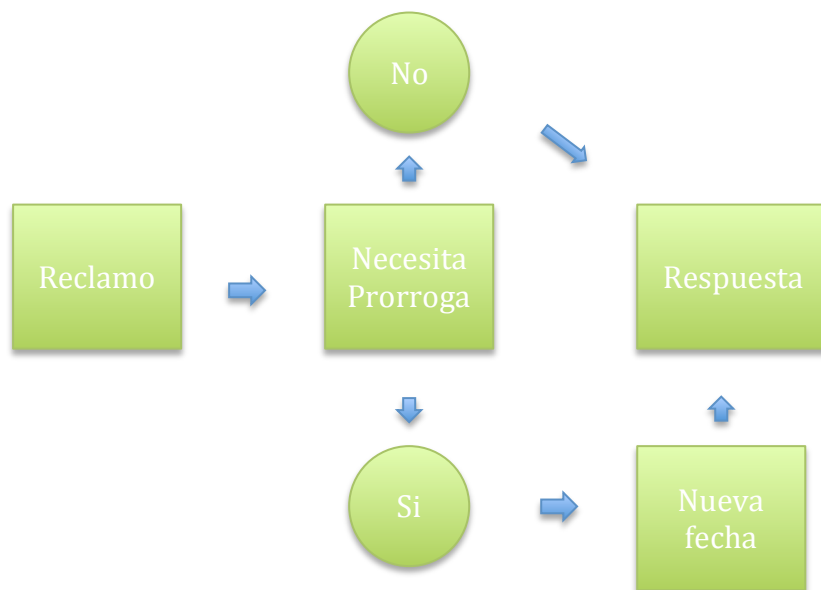 No
Reclamo
Necesita
Prorroga
Respuesta
Si
Nueva
fecha